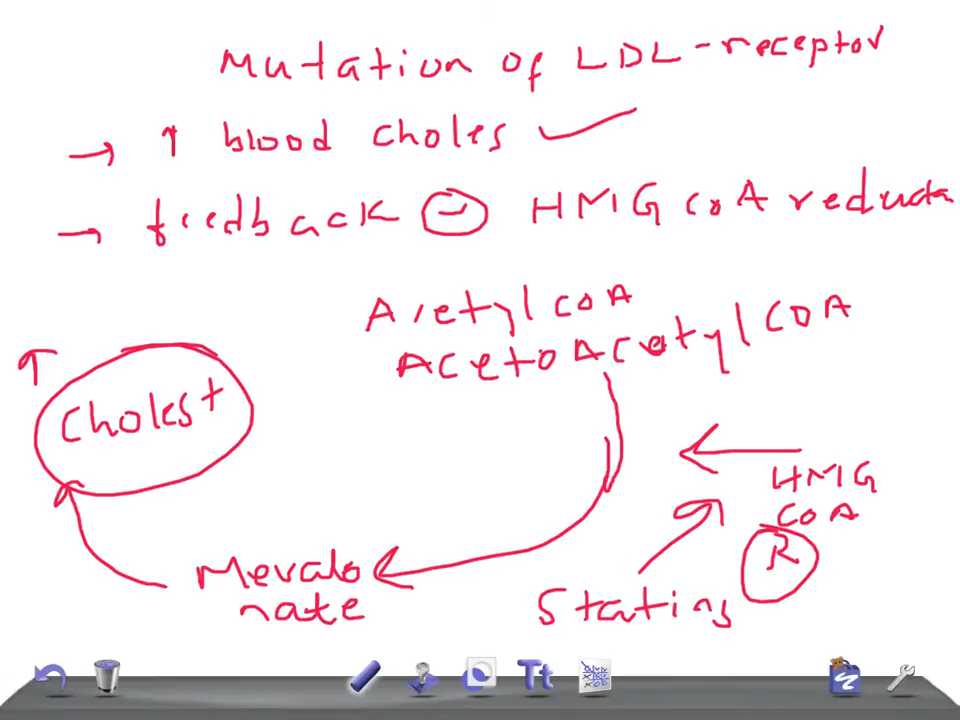 Mutation of LDL-receptor
→ ↑ blood choles ✓
→ feedback ⊖ HMG CoA reducta
Acetyl CoA
AcetoAcetyl COA
↑
Cholest
HMG
COA
R
Mevalo
nate
Statins
Tt